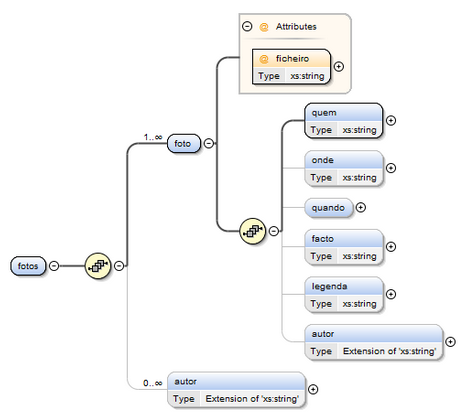 @ Attributes
@ ficheiro
Type xs:string
quem
Type xs:string
1..∞
foto
onde
Type xs:string
quando
facto
Type xs:string
fotos
legenda
Type xs:string
autor
Type Extension of 'xs:string'
0..∞
autor
Type Extension of 'xs:string'